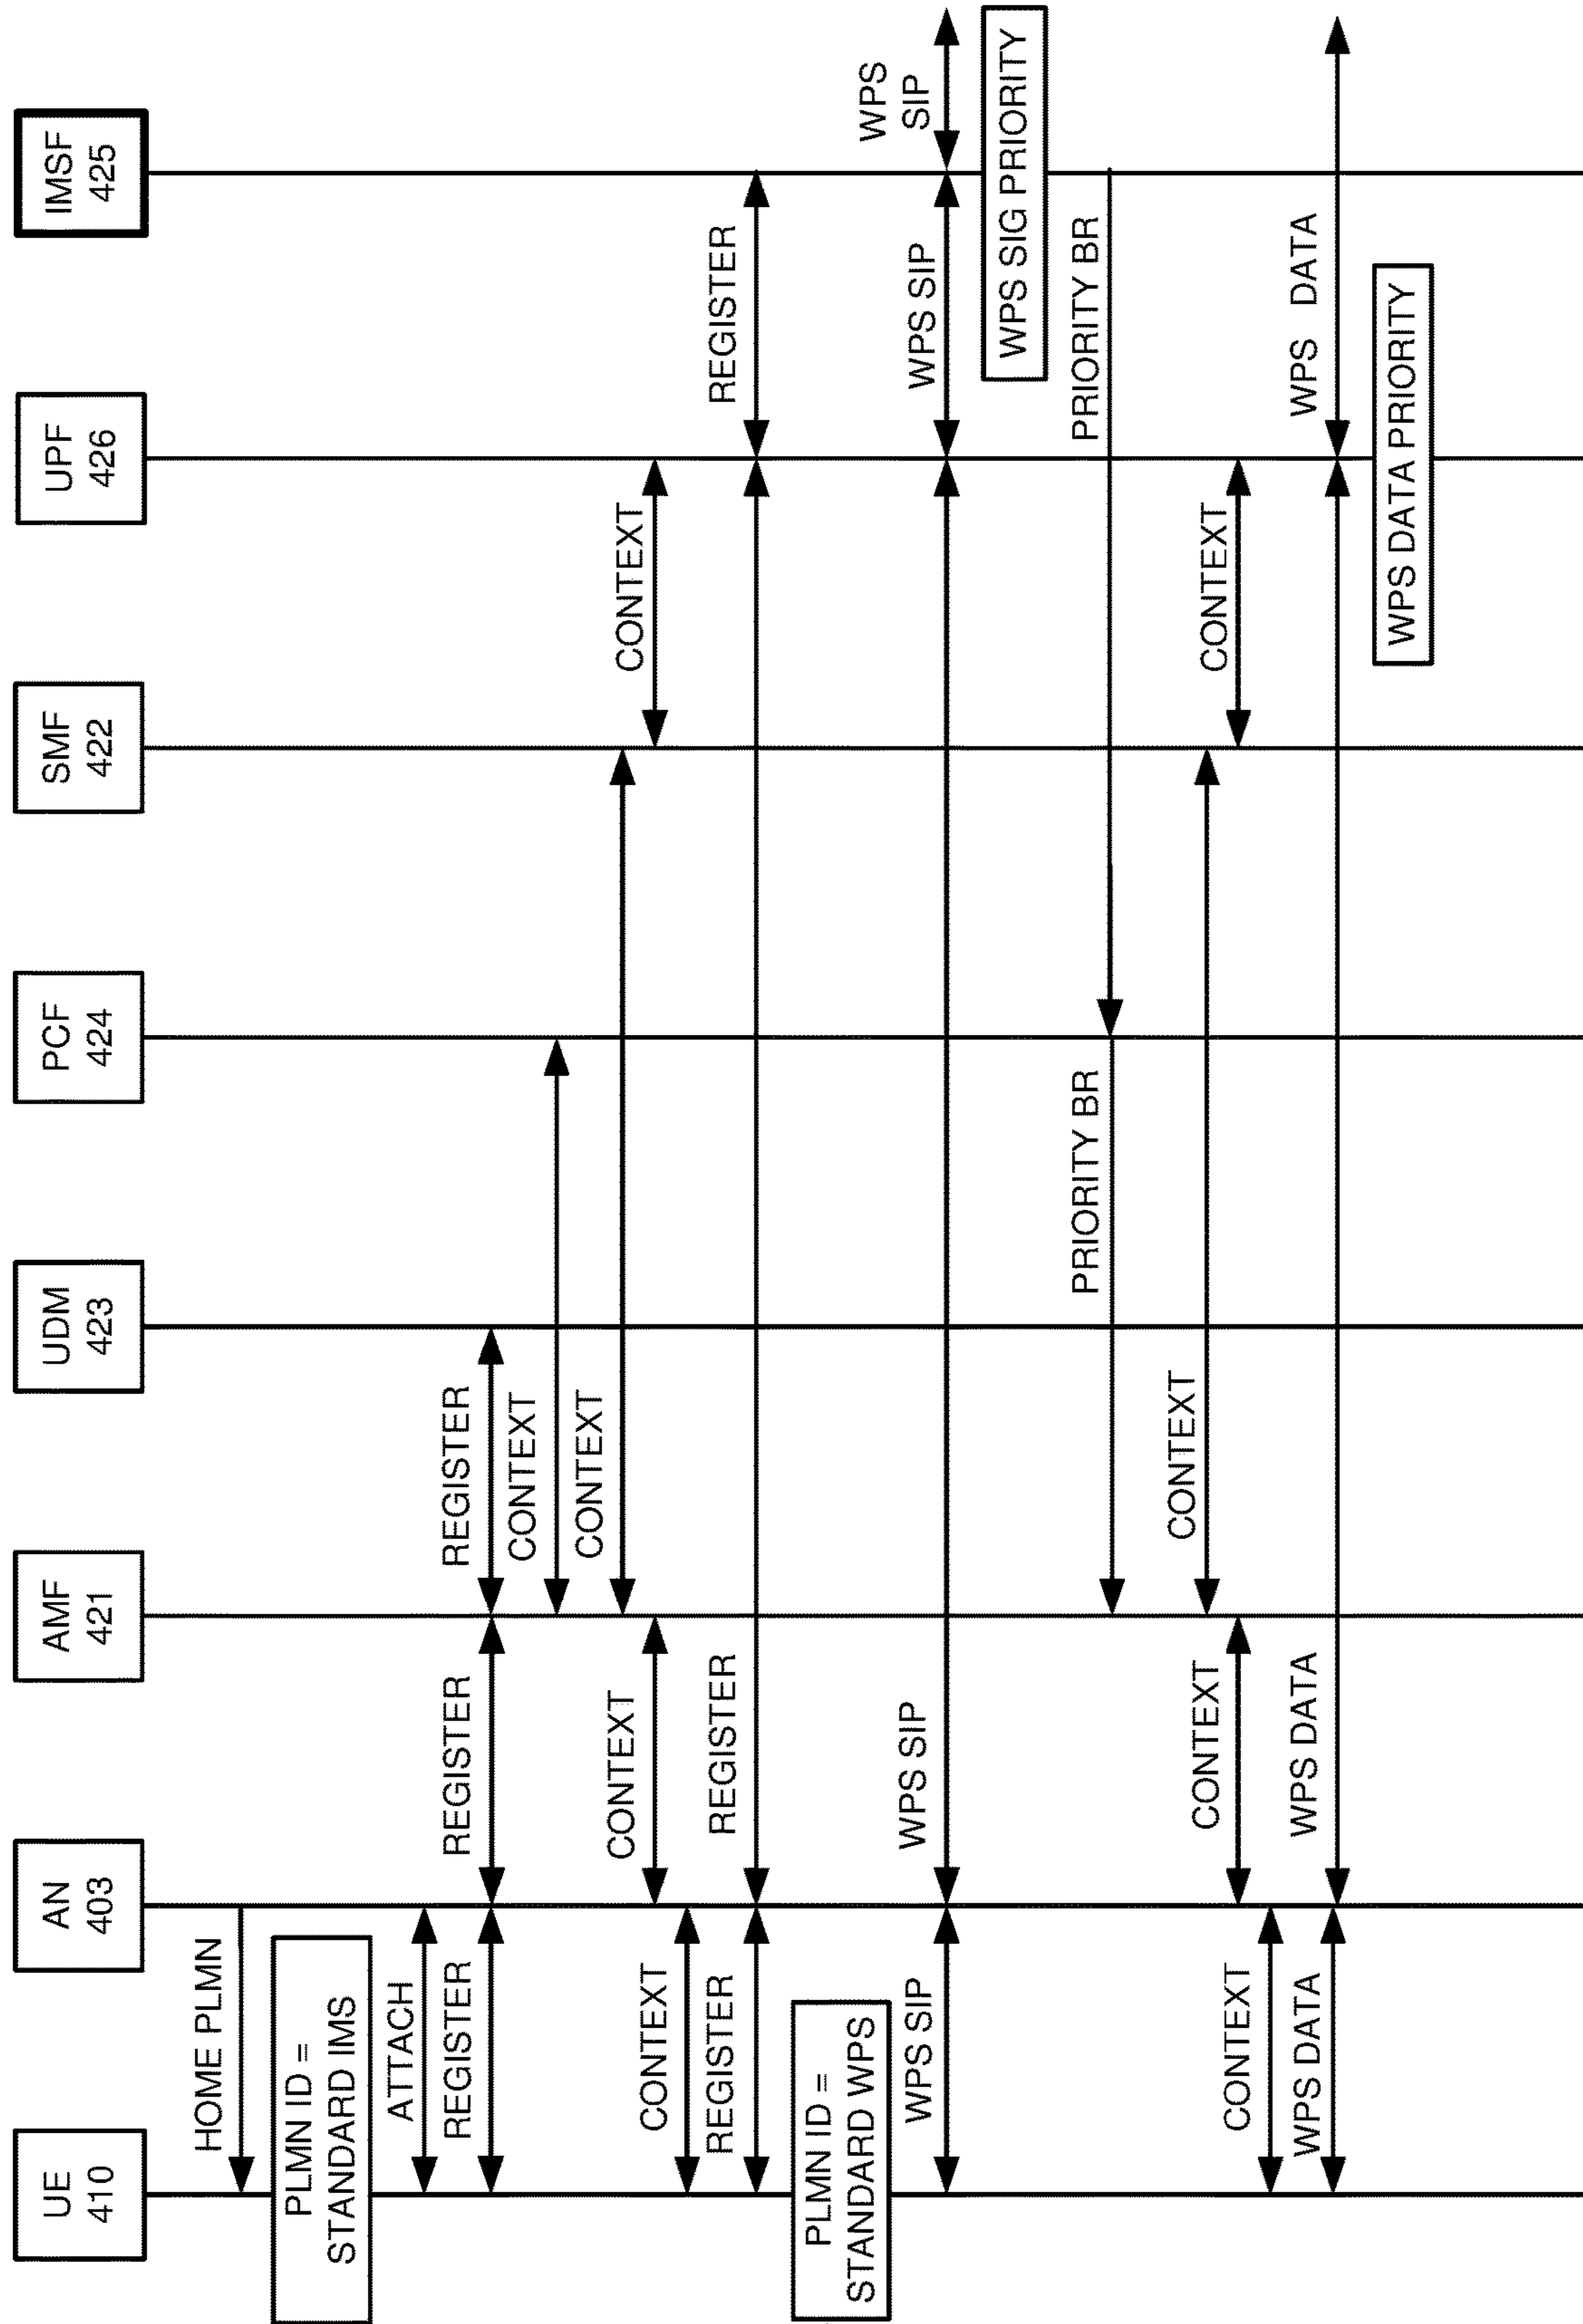 UE
410
AN
403
AMF
421
UDM
423
PCF
424
SMF
422
UPF
426
IMSF
425
HOME PLMN
PLMN ID =
STANDARD IMS
ATTACH
REGISTER
REGISTER
REGISTER
CONTEXT
CONTEXT
CONTEXT
CONTEXT
CONTEXT
REGISTER
REGISTER
REGISTER
PLMN ID =
STANDARD WPS
WPS SIP
WPS SIP
WPS SIP
WPS
SIP
WPS SIG PRIORITY
PRIORITY BR
PRIORITY BR
CONTEXT
CONTEXT
CONTEXT
CONTEXT
WPS DATA
WPS DATA
WPS DATA
WPS DATA PRIORITY